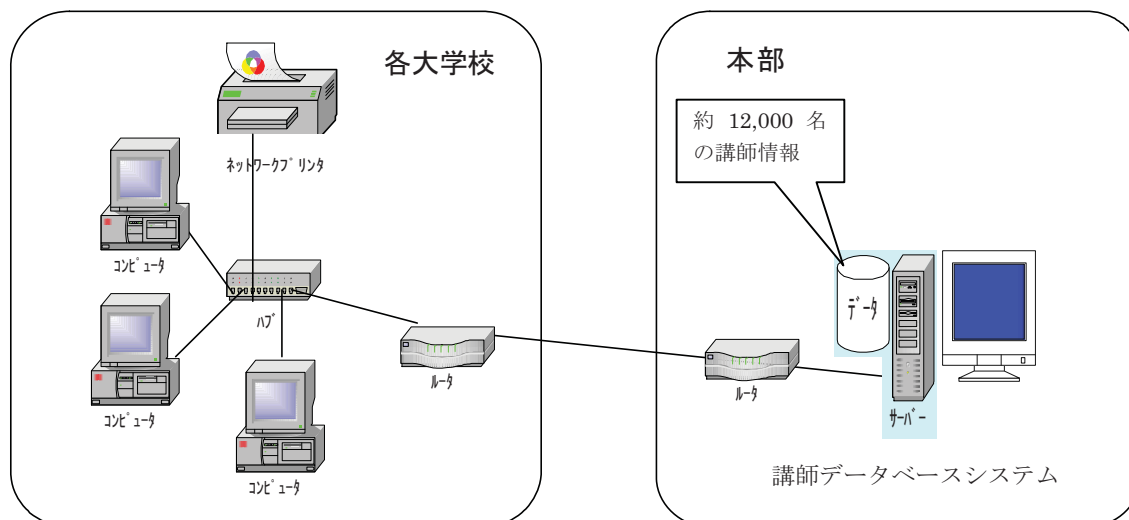 各大学校
ﾈｯﾄﾜｰｸﾌﾟﾘﾝﾀ
ｺﾝﾋﾟｭｰﾀ
ﾊﾌﾞ
ｺﾝﾋﾟｭｰﾀ
ｺﾝﾋﾟｭｰﾀ
ﾙｰﾀ
本部
約 12,000 名
の講師情報
ﾃﾞｰﾀ
ﾙｰﾀ
ｻｰﾊﾞｰ
講師データベースシステム